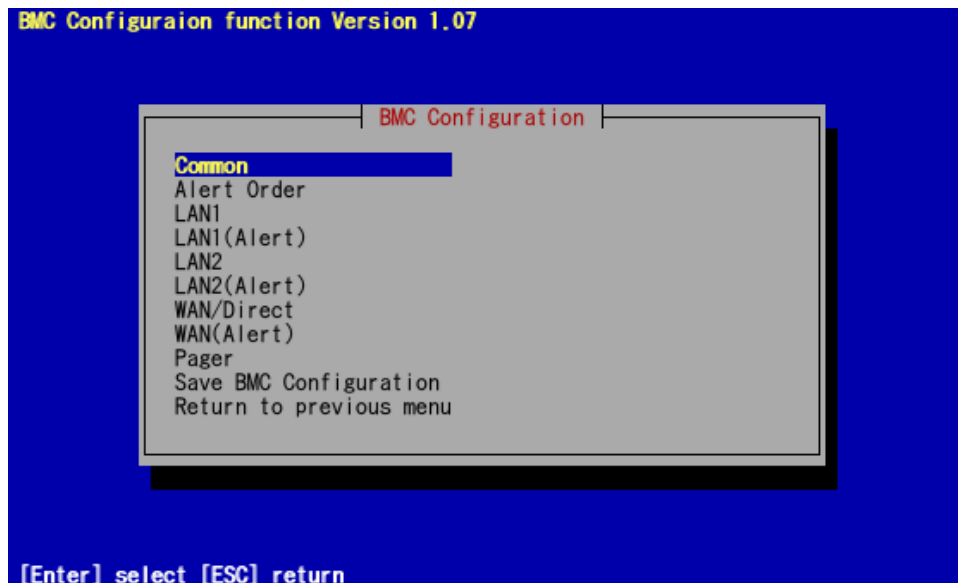 BMC Configuraion function Version 1.07
BMC Configuration
Common
Alert Order
LAN1
LAN1(Alert)
LAN2
LAN2(Alert)
WAN/Direct
WAN(Alert)
Pager
Save BMC Configuration
Return to previous menu
[Enter] select [ESC] return